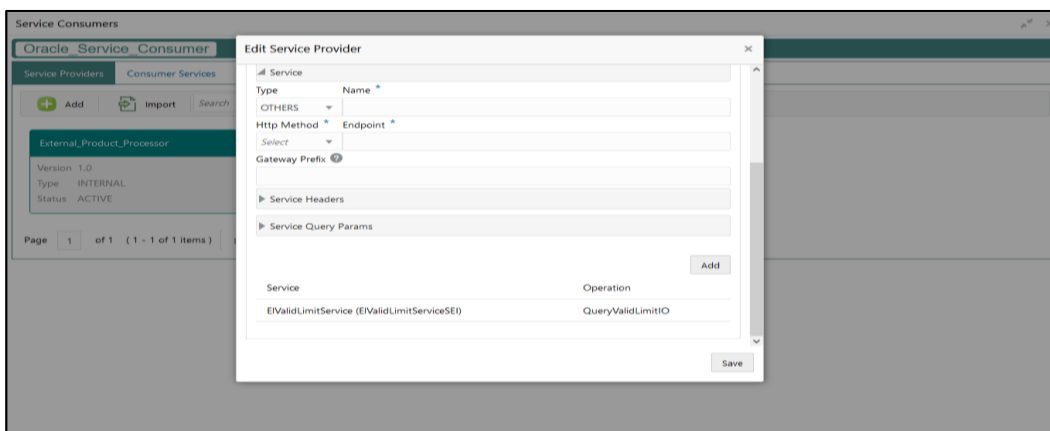 Service Consumers
Oracle_Service_Consumer
Service Providers Consumer Services
Add Import Search
External_Product_Processor
Version 1.0
Type INTERNAL
Status ACTIVE
Page 1 of 1 (1 - 1 of 1 items)
Edit Service Provider
Service
Type Name *
OTHERS
Http Method * Endpoint *
Select
Gateway Prefix
Service Headers
Service Query Params
Add
Service Operation
EIValidLimitService (EIValidLimitServiceSEI) QueryValidLimitIO
Save